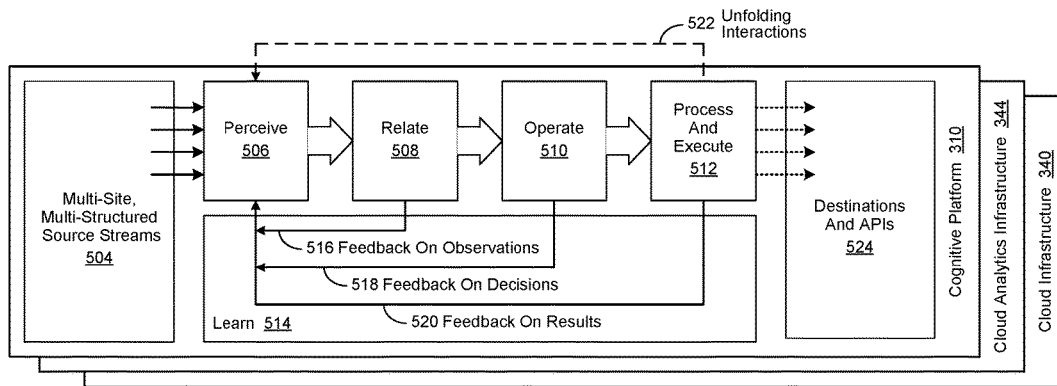 522 Unfolding
Interactions
Multi-Site,
Multi-Structured
Source Streams
504
Perceive
506
Relate
508
Operate
510
Process
And
Execute
512
Destinations
And APIs
524
516 Feedback On Observations
518 Feedback On Decisions
520 Feedback On Results
Learn 514
Cognitive Platform 310
Cloud Analytics Infrastructure 344
Cloud Infrastructure 340